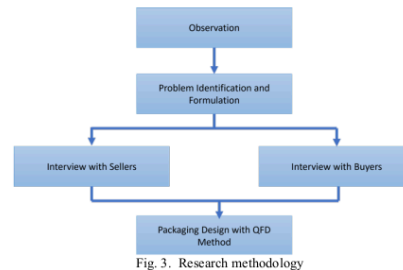 Observation
Problem Identification and
Formulation
Interview with Sellers
Interview with Buyers
Packaging Design with QFD
Method
Fig. 3. Research methodology